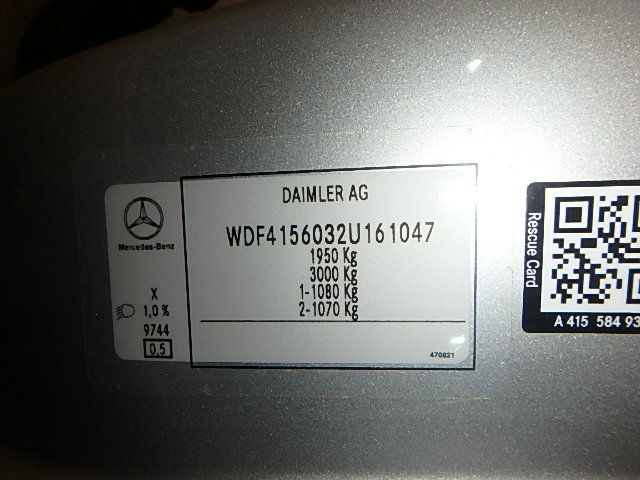 DAIMLER AG
WDF4156032U161047
1950 Kg
3000 Kg
1-1080 Kg
2-1070 Kg
470821
Mercedes-Benz
X
1,0 %
9744
0,5
Rescue Card
A 415 584 93